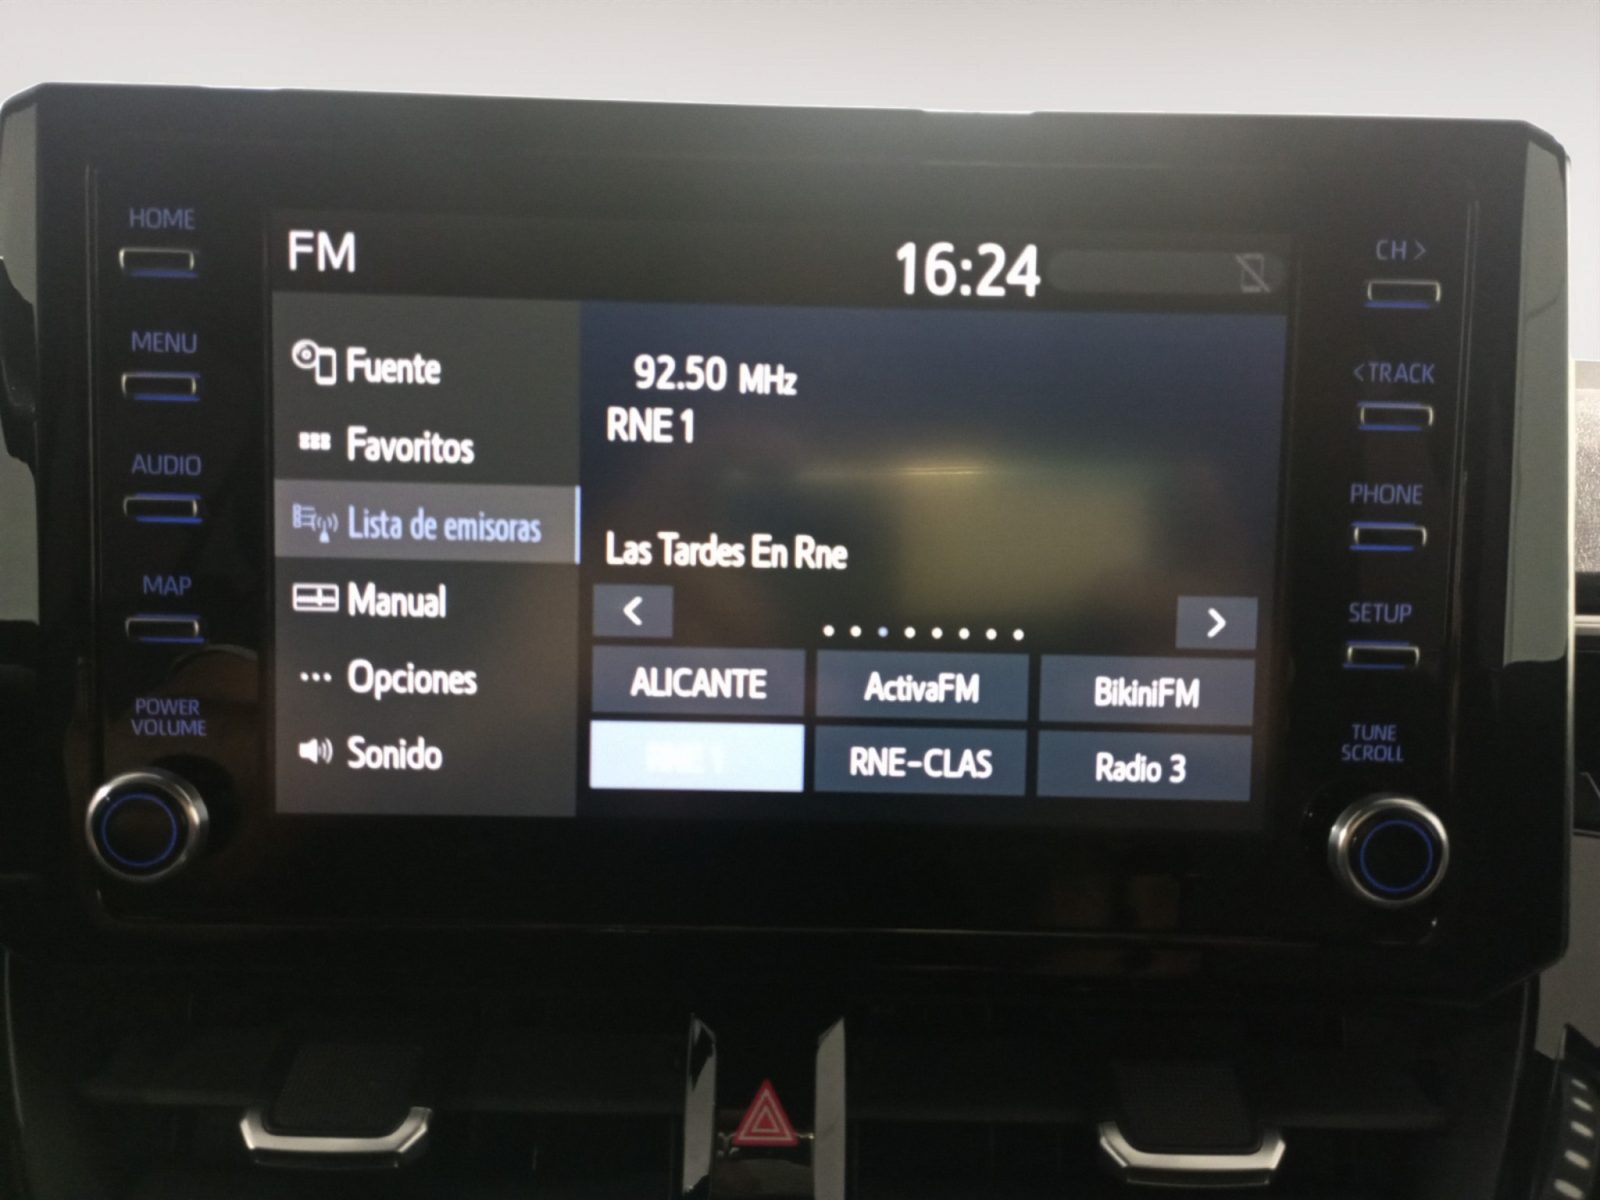 HOME
MENU
AUDIO
MAP
POWER
VOLUME
FM
16:24
Fuente
Favoritos
Lista de emisoras
Manual
Opciones
Sonido
92.50 MHz
RNE 1
Las Tardes En Rne
<
>
ALICANTE
ActivaFM
BikiniFM
RNE 1
RNE-CLAS
Radio 3
CH >
< TRACK
PHONE
SETUP
TUNE
SCROLL